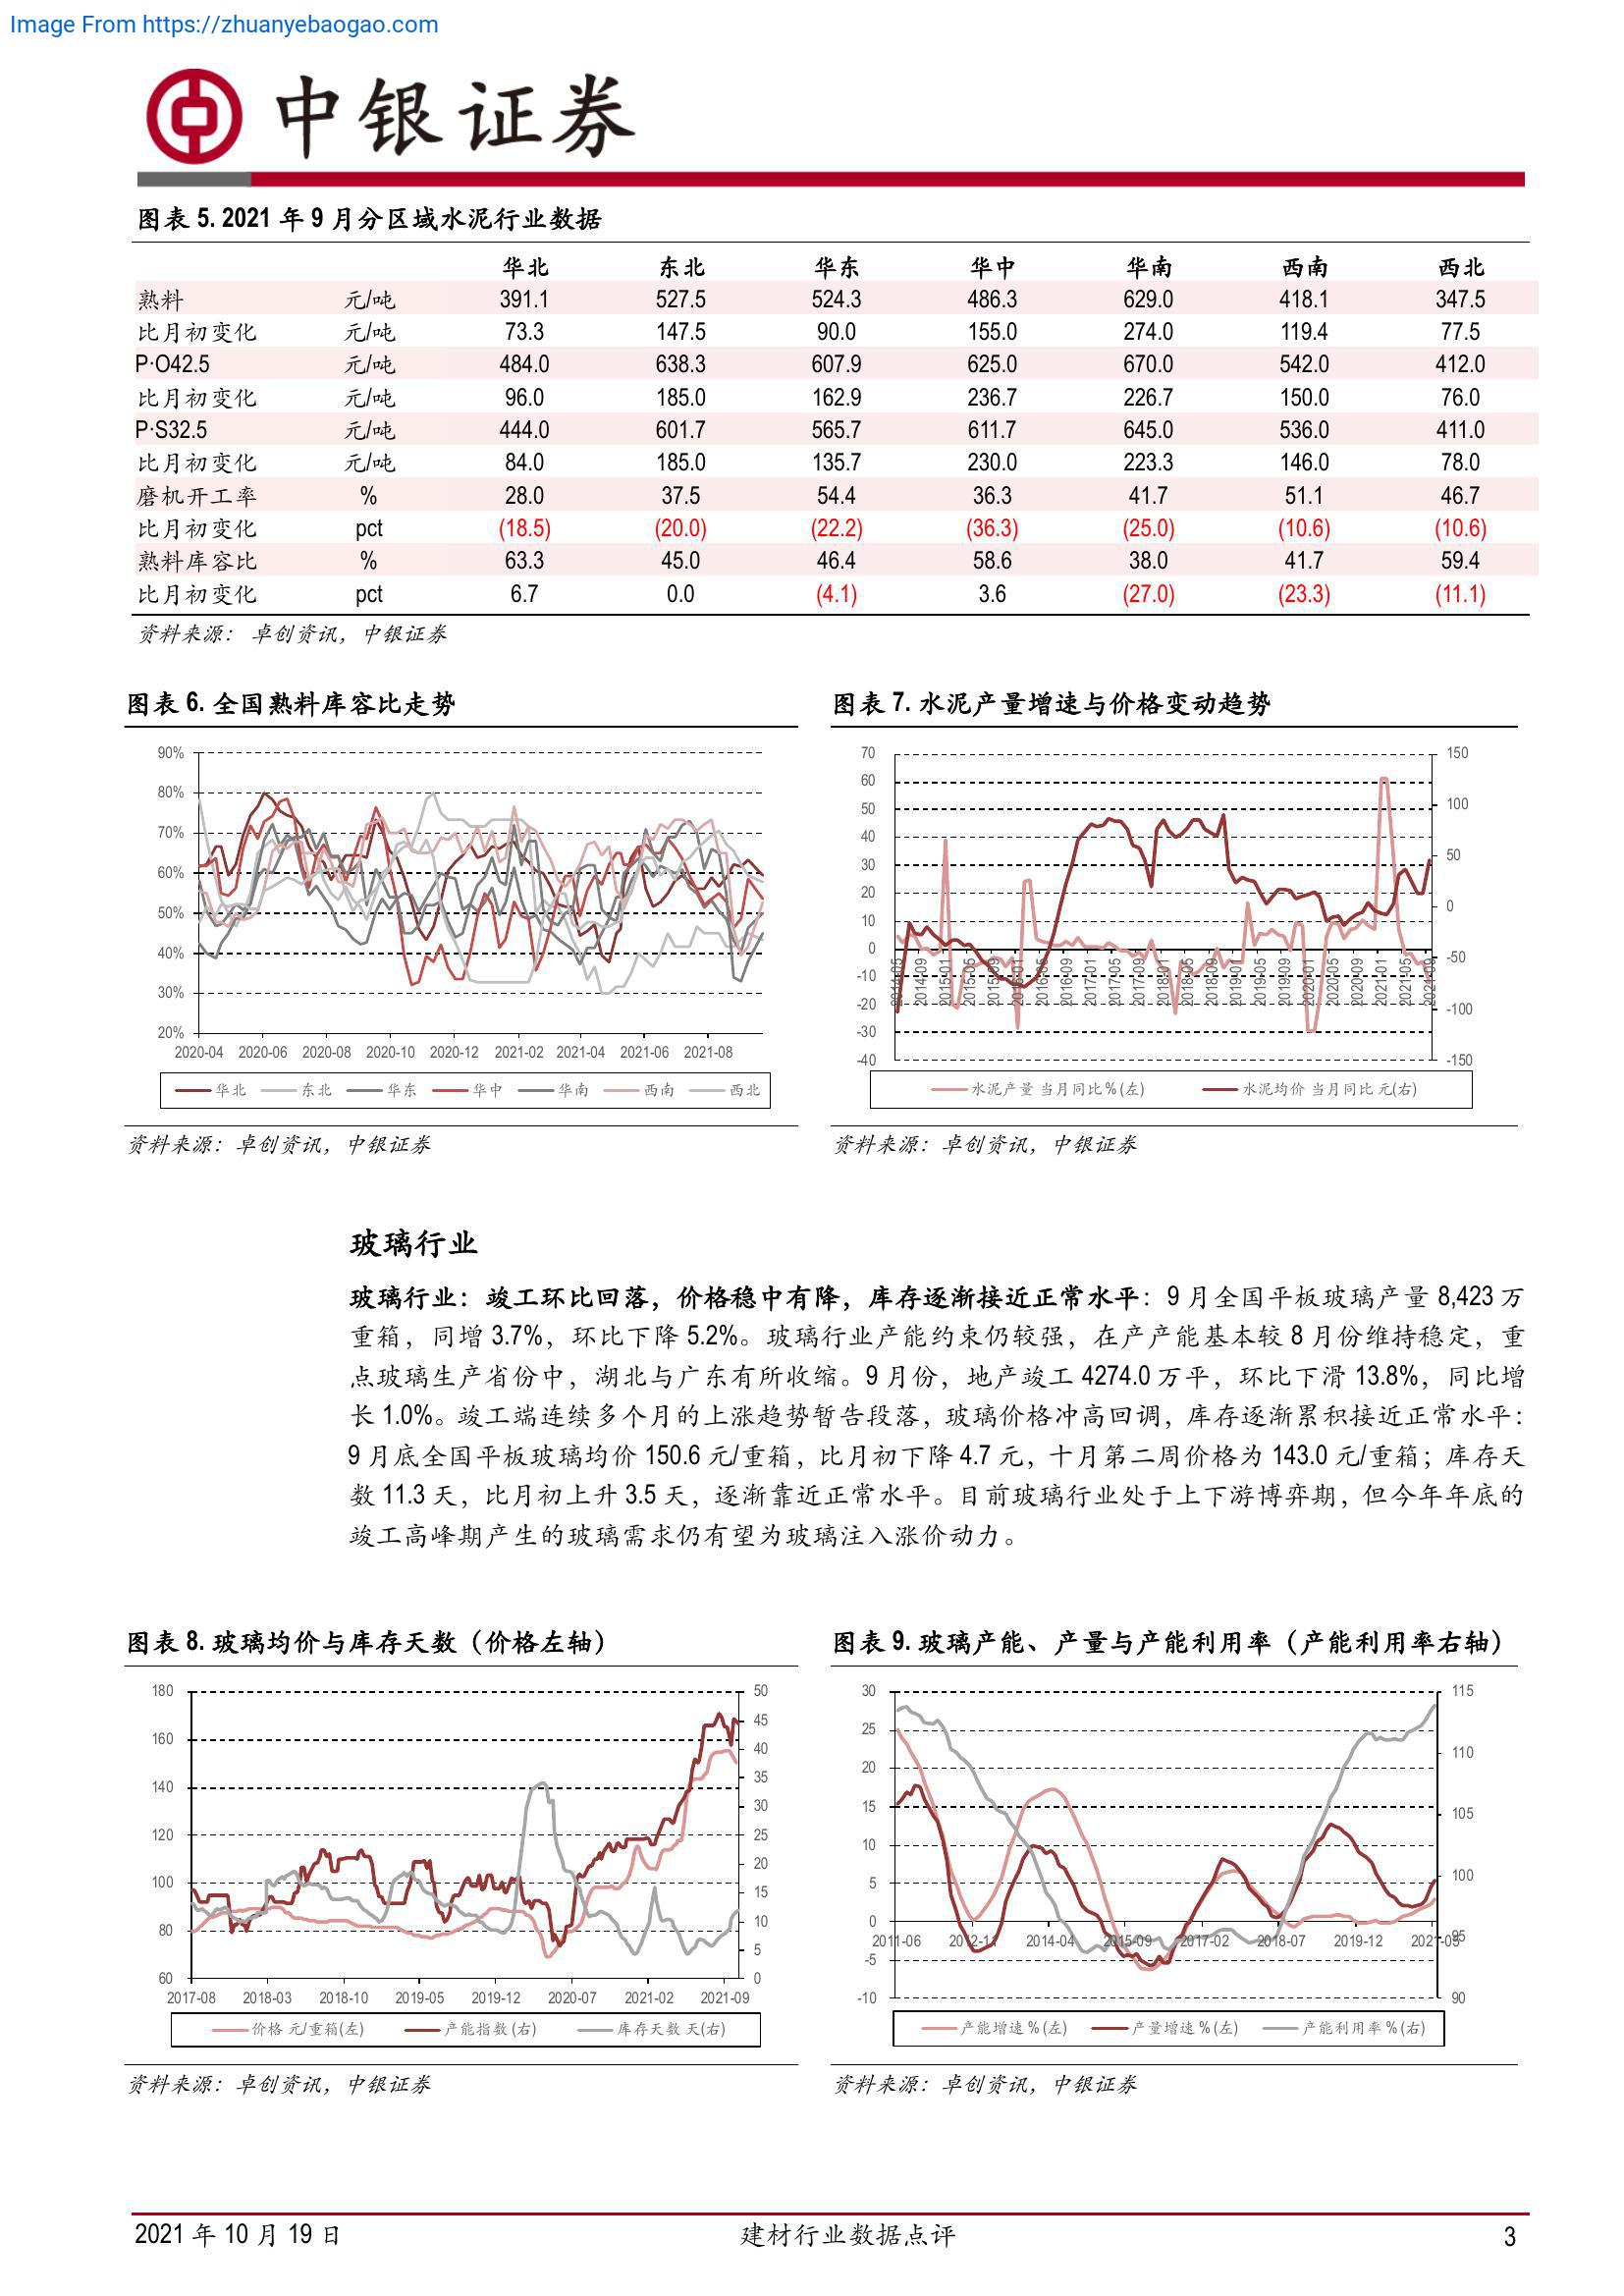 Image From https://zhuanyebaogao.com
中银证券
图表 5. 2021 年 9 月分区域水泥行业数据
华北 东北 华东 华中 华南 西南 西北
熟料 元/吨 391.1 527.5 524.3 486.3 629.0 418.1 347.5
比月初变化 元/吨 73.3 147.5 90.0 155.0 274.0 119.4 77.5
P·O42.5 元/吨 484.0 638.3 607.9 625.0 670.0 542.0 412.0
比月初变化 元/吨 96.0 185.0 162.9 236.7 226.7 150.0 76.0
P·S32.5 元/吨 444.0 601.7 565.7 611.7 645.0 536.0 411.0
比月初变化 元/吨 84.0 185.0 135.7 230.0 223.3 146.0 78.0
磨机开工率 % 28.0 37.5 54.4 36.3 41.7 51.1 46.7
比月初变化 pct (18.5) (20.0) (22.2) (36.3) (25.0) (10.6) (10.6)
熟料库容比 % 63.3 45.0 46.4 58.6 38.0 41.7 59.4
比月初变化 pct 6.7 0.0 (4.1) 3.6 (27.0) (23.3) (11.1)
资料来源：卓创资讯，中银证券
图表 6. 全国熟料库容比走势
90%
80%
70%
60%
50%
40%
30%
20%
2020-04 2020-06 2020-08 2020-10 2020-12 2021-02 2021-04 2021-06 2021-08
华北 东北 华东 华中 华南 西南 西北
资料来源：卓创资讯，中银证券
图表 7. 水泥产量增速与价格变动趋势
70
60
50
40
30
20
10
0
-10
-20
-30
-40
150
100
50
0
-50
-100
-150
2014-05 2014-09 2015-01 2015-05 2015-09 2016-01 2016-05 2016-09 2017-01 2017-05 2017-09 2018-01 2018-05 2018-09 2019-01 2019-05 2019-09 2020-01 2020-05 2020-09 2021-01 2021-05 2021-09
水泥产量 当月同比%(左) 水泥均价 当月同比 元(右)
资料来源：卓创资讯，中银证券
玻璃行业
玻璃行业：竣工环比回落，价格稳中有降，库存逐渐接近正常水平：9 月全国平板玻璃产量 8,423 万
重箱，同增 3.7%，环比下降 5.2%。玻璃行业产能约束仍较强，在产产能基本较 8 月份维持稳定，重
点玻璃生产省份中，湖北与广东有所收缩。9 月份，地产竣工 4274.0 万平，环比下滑 13.8%，同比增
长 1.0%。竣工端连续多个月的上涨趋势暂告段落，玻璃价格冲高回调，库存逐渐累积接近正常水平：
9 月底全国平板玻璃均价 150.6 元/重箱，比月初下降 4.7 元，十月第二周价格为 143.0 元/重箱；库存天
数 11.3 天，比月初上升 3.5 天，逐渐靠近正常水平。目前玻璃行业处于上下游博弈期，但今年年底的
竣工高峰期产生的玻璃需求仍有望为玻璃注入涨价动力。
图表 8. 玻璃均价与库存天数（价格左轴）
180
160
140
120
100
80
60
50
45
40
35
30
25
20
15
10
5
0
2017-08 2018-03 2018-10 2019-05 2019-12 2020-07 2021-02 2021-09
价格 元/重箱(左) 产能指数 (右) 库存天数 天(右)
资料来源：卓创资讯，中银证券
图表 9. 玻璃产能、产量与产能利用率（产能利用率右轴）
30
25
20
15
10
5
0
-5
-10
115
110
105
100
95
90
2011-06 2012-11 2014-04 2015-09 2017-02 2018-07 2019-12 2021-05
产能增速 %(左) 产量增速 %(左) 产能利用率 %(右)
资料来源：卓创资讯，中银证券
2021 年 10 月 19 日 建材行业数据点评 3